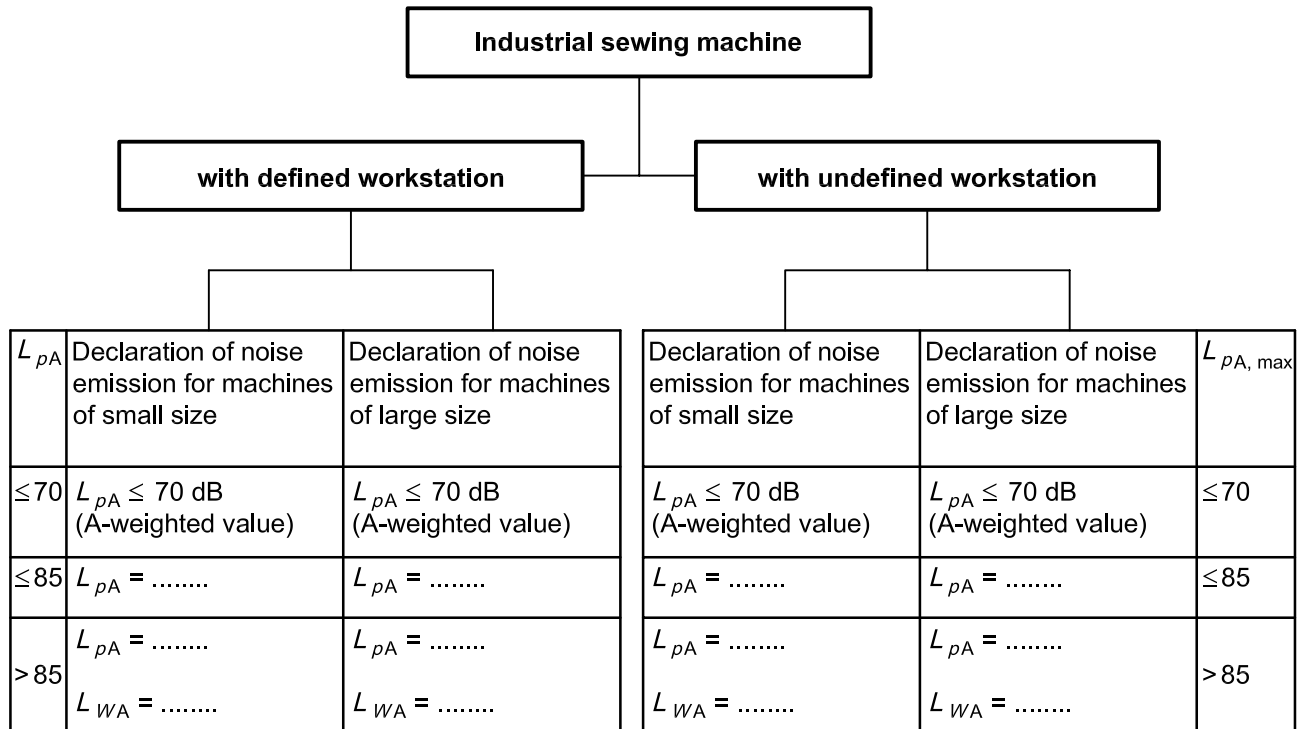 Industrial sewing machine
with defined workstation
with undefined workstation
L pA
Declaration of noise
emission for machines
of small size
Declaration of noise
emission for machines
of large size
Declaration of noise
emission for machines
of small size
Declaration of noise
emission for machines
of large size
L pA, max
≤70
L pA ≤ 70 dB
(A-weighted value)
L pA ≤ 70 dB
(A-weighted value)
L pA ≤ 70 dB
(A-weighted value)
L pA ≤ 70 dB
(A-weighted value)
≤70
≤85
L pA = ........
L pA = ........
L pA = ........
L pA = ........
≤85
>85
L pA = ........
L WA = ........
L pA = ........
L WA = ........
L pA = ........
L WA = ........
L pA = .......
L WA = .......
>85